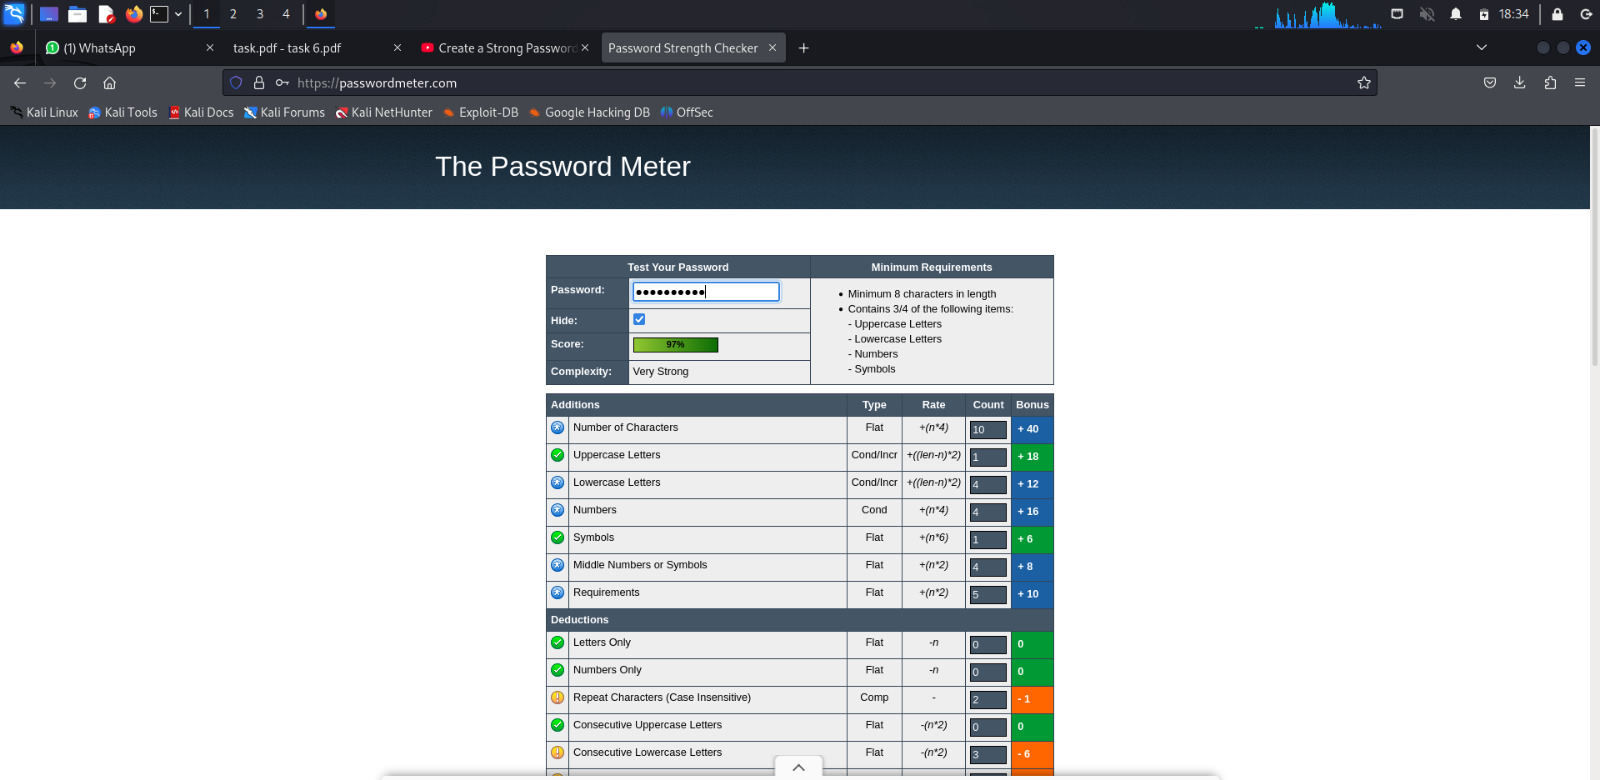 1 2 3 4 18:34
(1) WhatsApp task.pdf - task 6.pdf Create a Strong Password Password Strength Checker
https://passwordmeter.com
Kali Linux Kali Tools Kali Docs Kali Forums Kali NetHunter Exploit-DB Google Hacking DB OffSec
The Password Meter
Test Your Password Minimum Requirements
Password: ●●●●●●●●●●
• Minimum 8 characters in length
• Contains 3/4 of the following items:
Hide: - Uppercase Letters
Score: 97% - Lowercase Letters
- Numbers
Complexity: Very Strong - Symbols
Additions Type Rate Count Bonus
Number of Characters Flat +(n*4) 10 + 40
Uppercase Letters Cond/Incr +((len-n)*2) 1 + 18
Lowercase Letters Cond/Incr +((len-n)*2) 4 + 12
Numbers Cond +(n*4) 4 + 16
Symbols Flat +(n*6) 1 + 6
Middle Numbers or Symbols Flat +(n*2) 4 + 8
Requirements Flat +(n*2) 5 + 10
Deductions
Letters Only Flat -n 0 0
Numbers Only Flat -n 0 0
Repeat Characters (Case Insensitive) Comp - 2 - 1
Consecutive Uppercase Letters Flat -(n*2) 0 0
Consecutive Lowercase Letters Flat -(n*2) 3 - 6